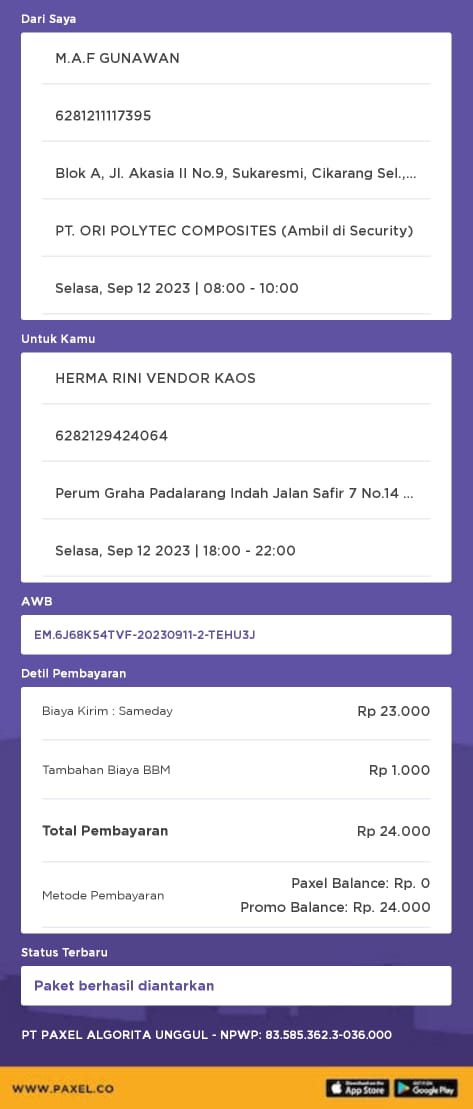 Dari Saya
M.A.F GUNAWAN
6281211117395
Blok A, Jl. Akasia II No.9, Sukaresmi, Cikarang Sel.,...
PT. ORI POLYTEC COMPOSITES (Ambil di Security)
Selasa, Sep 12 2023 | 08:00 - 10:00
Untuk Kamu
HERMA RINI VENDOR KAOS
6282129424064
Perum Graha Padalarang Indah Jalan Safir 7 No.14 ...
Selasa, Sep 12 2023 | 18:00 - 22:00
AWB
EM.6J68K54TVF-20230911-2-TEHU3J
Detil Pembayaran
Biaya Kirim : Sameday Rp 23.000
Tambahan Biaya BBM Rp 1.000
Total Pembayaran Rp 24.000
Metode Pembayaran
Paxel Balance: Rp. 0
Promo Balance: Rp. 24.000
Status Terbaru
Paket berhasil diantarkan
PT PAXEL ALGORITA UNGGUL - NPWP: 83.585.362.3-036.000
WWW.PAXEL.CO
Download on the
App Store
GET IT ON
Google Play